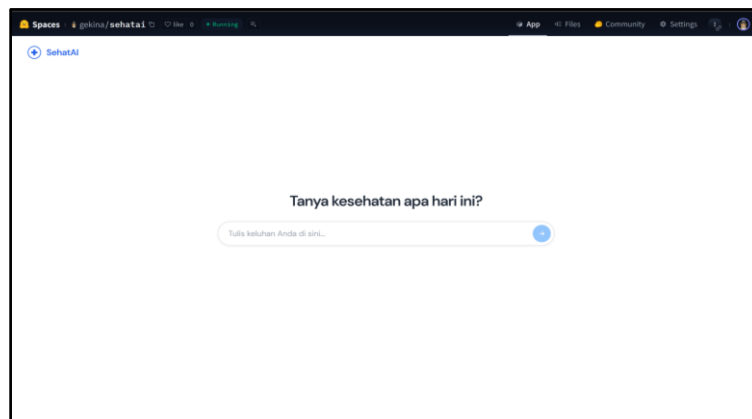 Spaces gekina/sehatai like 0 Running App Files Community Settings
SehatAI
Tanya kesehatan apa hari ini?
Tulis keluhan Anda di sini...